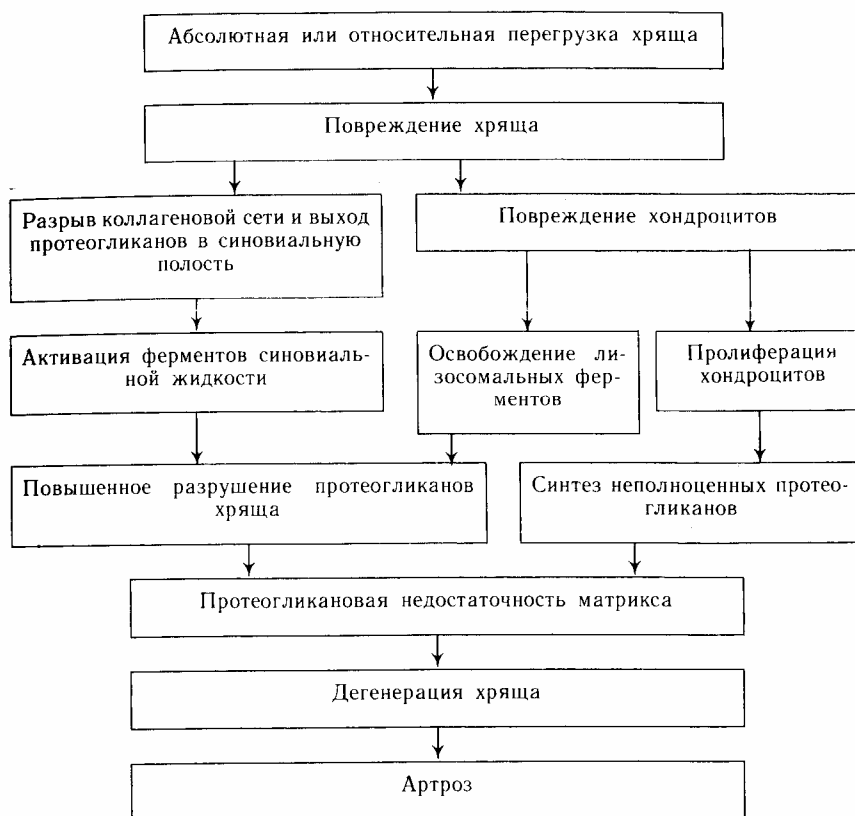 Абсолютная или относительная перегрузка хряща
Повреждение хряща
Разрыв коллагеновой сети и выход
протеогликанов в синовиальную
полость
Повреждение хондроцитов
Активация ферментов синовиаль-
ной жидкости
Освобождение ли-
зосомальных фер-
ментов
Пролиферация
хондроцитов
Повышенное разрушение протеогликанов
хряща
Синтез неполноценных протео-
гликанов
Протеогликановая недостаточность матрикса
Дегенерация хряща
Артроз